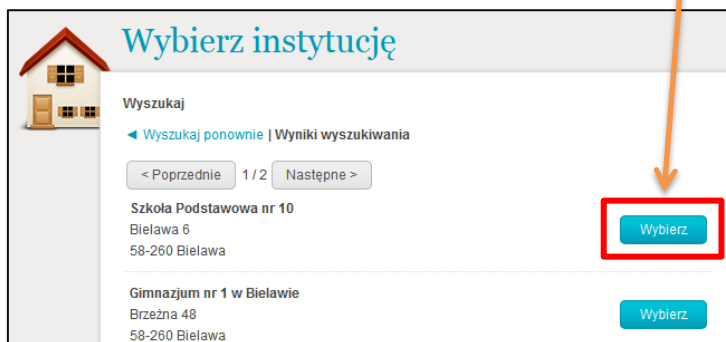 Wybierz instytucję
Wyszukaj
◄ Wyszukaj ponownie | Wyniki wyszukiwania
< Poprzednie 1 / 2 Następne >
Szkoła Podstawowa nr 10
Bielawa 6
58-260 Bielawa
Wybierz
Gimnazjum nr 1 w Bielawie
Brzeżna 48
58-260 Bielawa
Wybierz